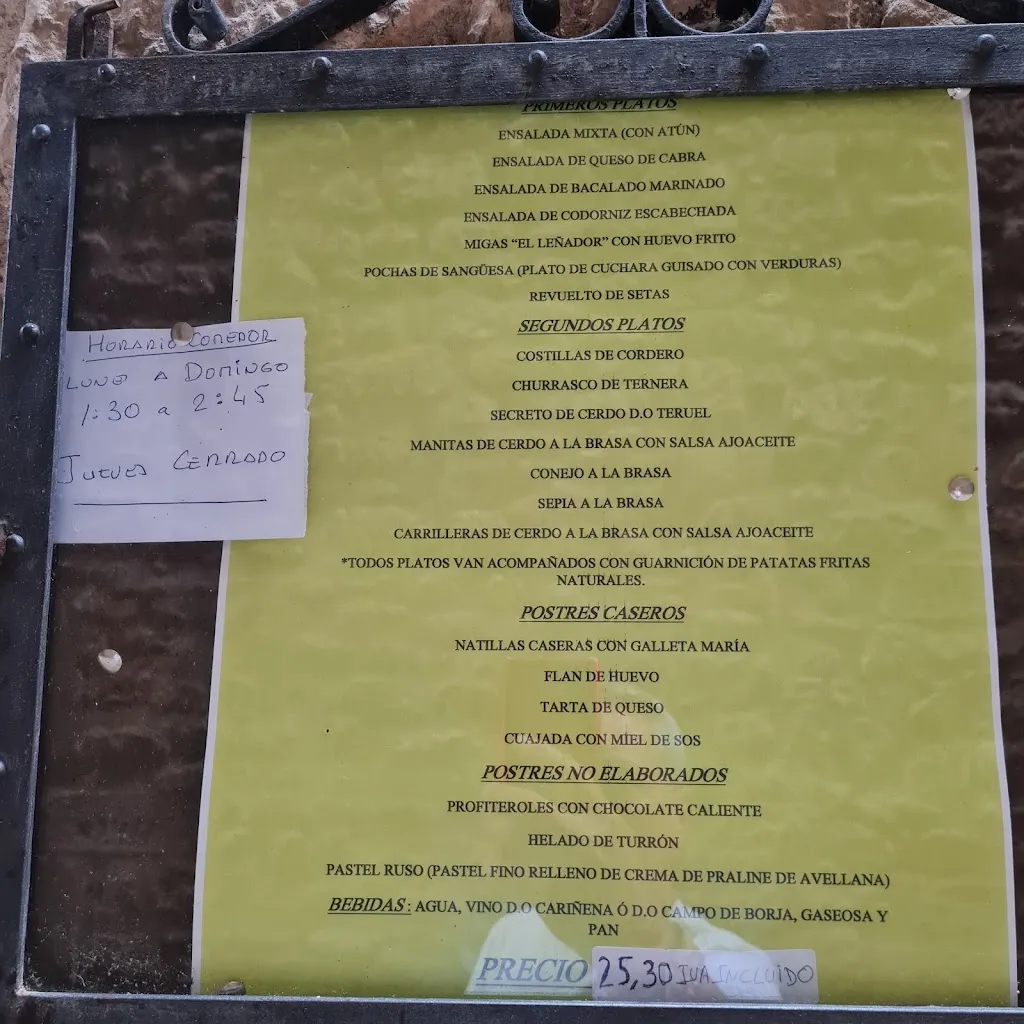 PRIMEROS PLATOS
ENSALADA MIXTA (CON ATÚN)
ENSALADA DE QUESO DE CABRA
ENSALADA DE BACALADO MARINADO
ENSALADA DE CODORNIZ ESCABECHADA
MIGAS “EL LEÑADOR” CON HUEVO FRITO
POCHAS DE SANGÜESA (PLATO DE CUCHARA GUISADO CON VERDURAS)
REVUELTO DE SETAS
SEGUNDOS PLATOS
COSTILLAS DE CORDERO
CHURRASCO DE TERNERA
SECRETO DE CERDO D.O TERUEL
MANITAS DE CERDO A LA BRASA CON SALSA AJOACEITE
CONEJO A LA BRASA
SEPIA A LA BRASA
CARRILLERAS DE CERDO A LA BRASA CON SALSA AJOACEITE
*TODOS PLATOS VAN ACOMPAÑADOS CON GUARNICIÓN DE PATATAS FRITAS
NATURALES.
POSTRES CASEROS
NATILLAS CASERAS CON GALLETA MARÍA
FLAN DE HUEVO
TARTA DE QUESO
CUAJADA CON MIEL DE SOS
POSTRES NO ELABORADOS
PROFITEROLES CON CHOCOLATE CALIENTE
HELADO DE TURRÓN
PASTEL RUSO (PASTEL FINO RELLENO DE CREMA DE PRALINE DE AVELLANA)
BEBIDAS: AGUA, VINO D.O CARIÑENA Ó D.O CAMPO DE BORJA, GASEOSA Y
PAN
PRECIO 25,30 IVA INCLUIDO
HORARIO COMEDOR
LUNES A DOMINGO
1:30 a 2:45
JUEVES CERRADO